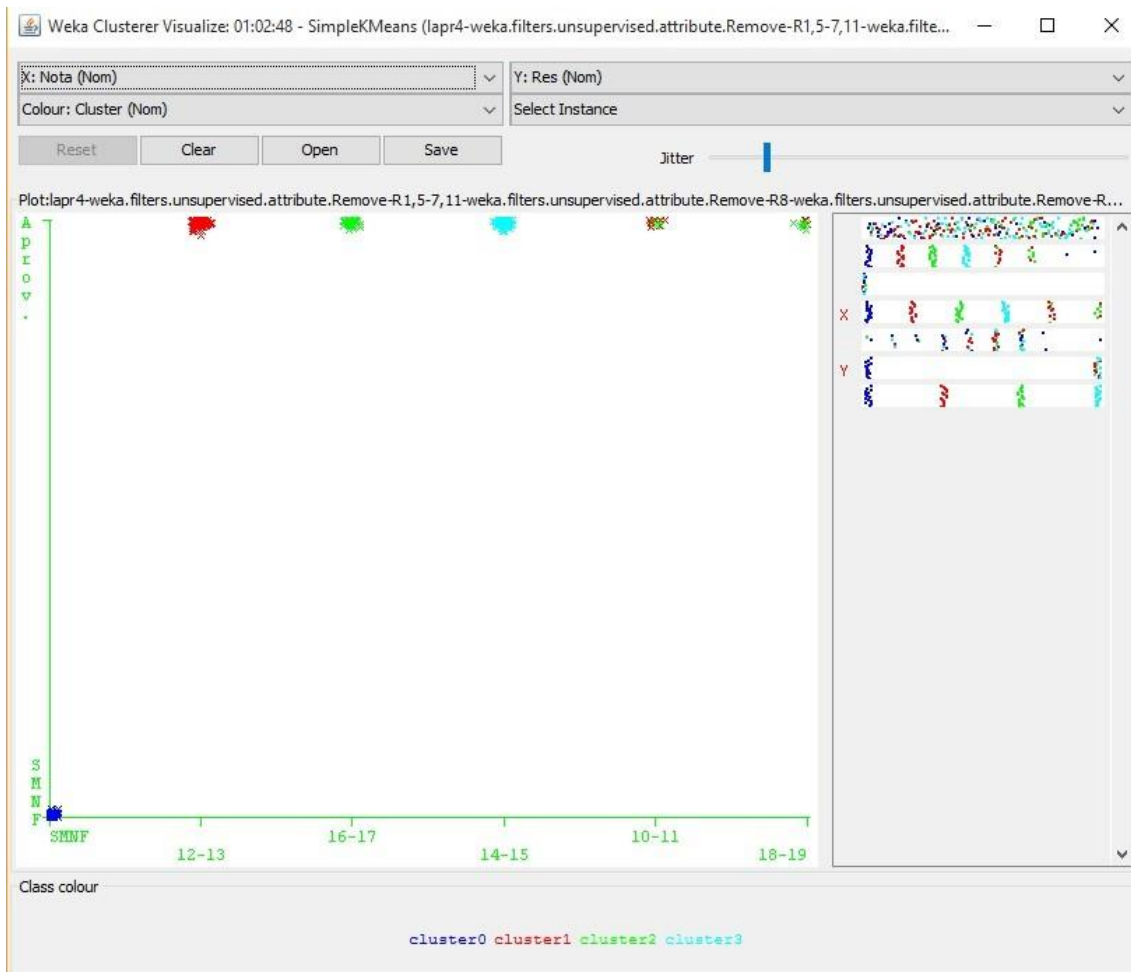 Weka Clusterer Visualize: 01:02:48 - SimpleKMeans (lapr4-weka.filters.unsupervised.attribute.Remove-R1,5-7,11-weka.filte...
X: Nota (Nom)
Y: Res (Nom)
Colour: Cluster (Nom)
Select Instance
Reset
Clear
Open
Save
Jitter
Plot:lapr4-weka.filters.unsupervised.attribute.Remove-R1,5-7,11-weka.filters.unsupervised.attribute.Remove-R8-weka.filters.unsupervised.attribute.Remove-R...
Aprov.
SMNF
X
Y
SMNF
12-13
16-17
14-15
10-11
18-19
Class colour
cluster0 cluster1 cluster2 cluster3